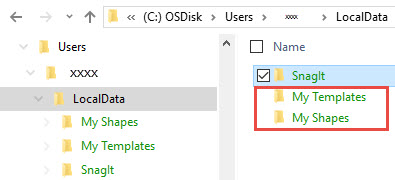 (C:) OSDisk Users xxxx LocalData
Users
xxxx
LocalData
My Shapes
My Templates
SnagIt
Name
SnagIt
My Templates
My Shapes